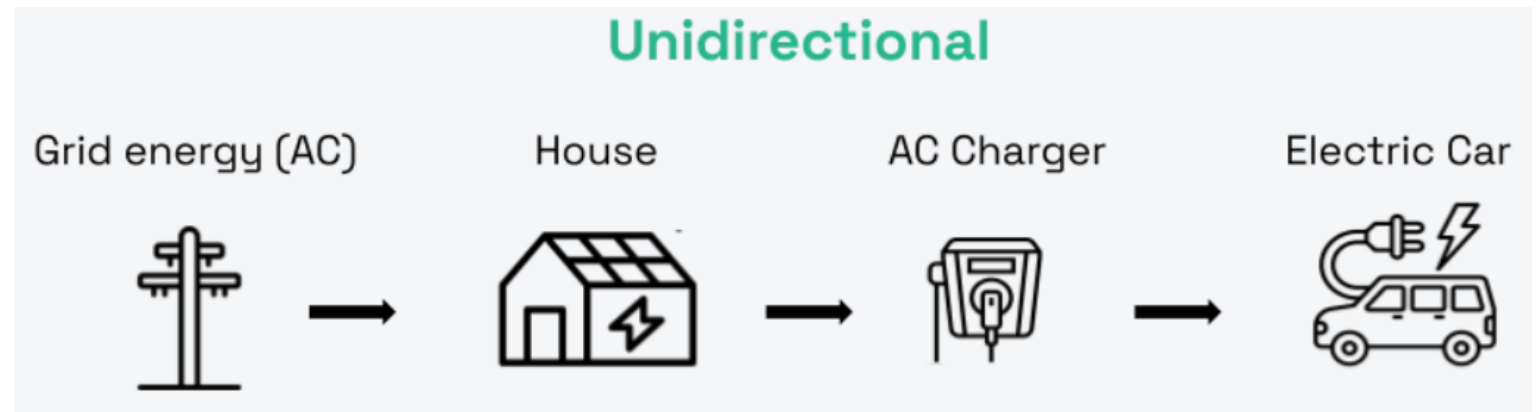 Unidirectional
Grid energy (AC)
House
AC Charger
Electric Car